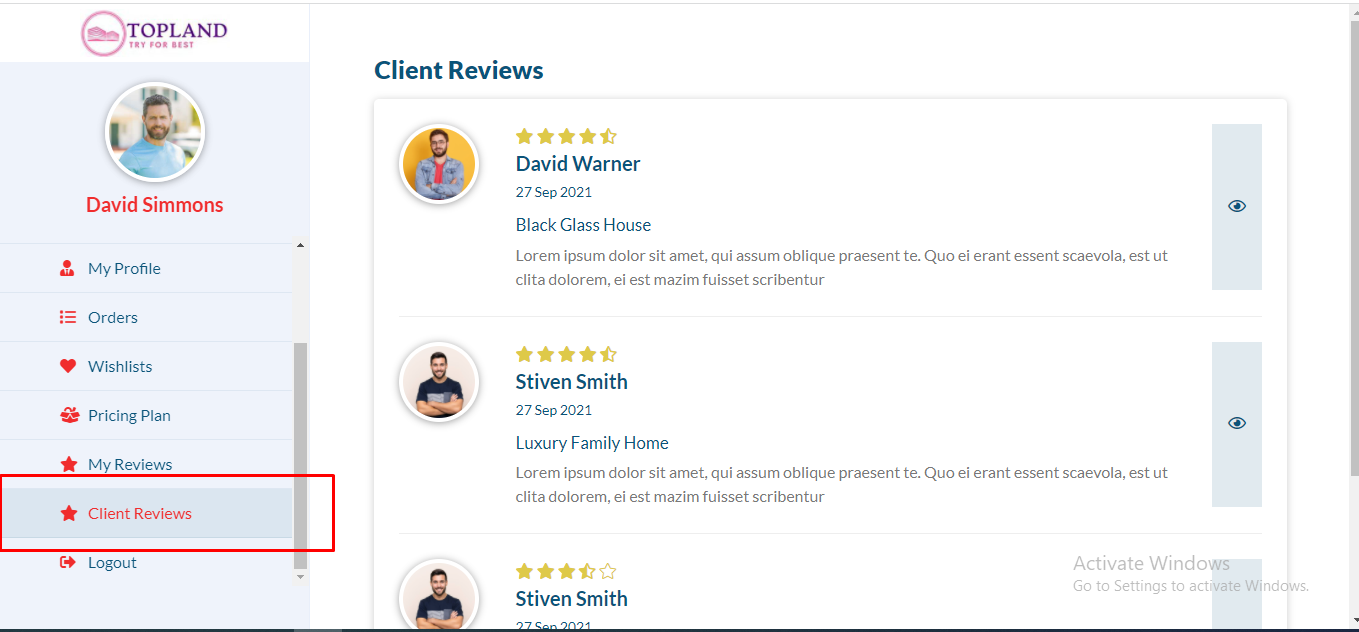 TOPLAND
TRY FOR BEST
David Simmons
My Profile
Orders
Wishlists
Pricing Plan
My Reviews
Client Reviews
Logout
Client Reviews
David Warner
27 Sep 2021
Black Glass House
Lorem ipsum dolor sit amet, qui assum oblique praesent te. Quo ei erant essent scaevola, est ut
clita dolorem, ei est mazim fuisset scribentur
Stiven Smith
27 Sep 2021
Luxury Family Home
Lorem ipsum dolor sit amet, qui assum oblique praesent te. Quo ei erant essent scaevola, est ut
clita dolorem, ei est mazim fuisset scribentur
Stiven Smith
27 Sep 2021
Activate Windows
Go to Settings to activate Windows.